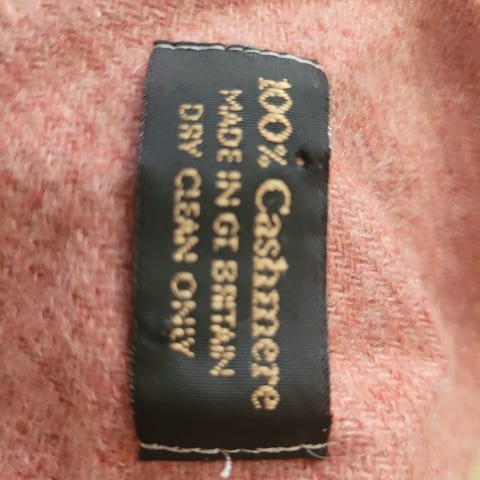 100% Cashmere
MADE IN GT BRITAIN
DRY CLEAN ONLY